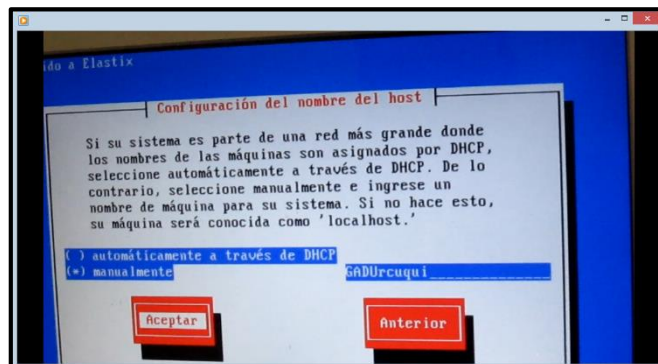 ido a Elastix
Configuración del nombre del host
Si su sistema es parte de una red más grande donde
los nombres de las máquinas son asignados por DHCP,
seleccione automáticamente a través de DHCP. De lo
contrario, seleccione manualmente e ingrese un
nombre de máquina para su sistema. Si no hace esto,
su máquina será conocida como 'localhost.'
( ) automáticamente a través de DHCP
(*) manualmente GADUrcuqui______________
Aceptar Anterior